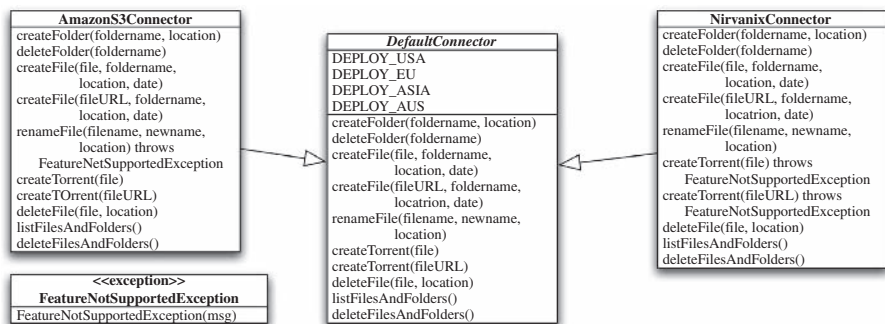 AmazonS3Connector
createFolder(foldername, location)
deleteFolder(foldername)
createFile(file, foldername,
location, date)
createFile(fileURL, foldername,
location, date)
renameFile(filename, newname,
location) throws
FeatureNetSupportedException
createTorrent(file)
createTOrrent(fileURL)
deleteFile(file, location)
listFilesAndFolders()
deleteFilesAndFolders()
<<exception>>
FeatureNotSupportedException
FeatureNotSupportedException(msg)
DefaultConnector
DEPLOY_USA
DEPLOY_EU
DEPLOY_ASIA
DEPLOY_AUS
createFolder(foldername, location)
deleteFolder(foldername)
createFile(file, foldername,
location, date)
createFile(fileURL, foldername,
locatrion, date)
renameFile(filename, newname,
location)
createTorrent(file)
createTorrent(fileURL)
deleteFile(file, location)
listFilesAndFolders()
deleteFilesAndFolders()
NirvanixConnector
createFolder(foldername, location)
deleteFolder(foldername)
createFile(file, foldername,
location, date)
createFile(fileURL, foldername,
locatrion, date)
renameFile(filename, newname,
location)
createTorrent(file) throws
FeatureNotSupportedException
createTorrent(fileURL) throws
FeatureNotSupportedException
deleteFile(file, location)
listFilesAndFolders()
deleteFilesAndFolders()